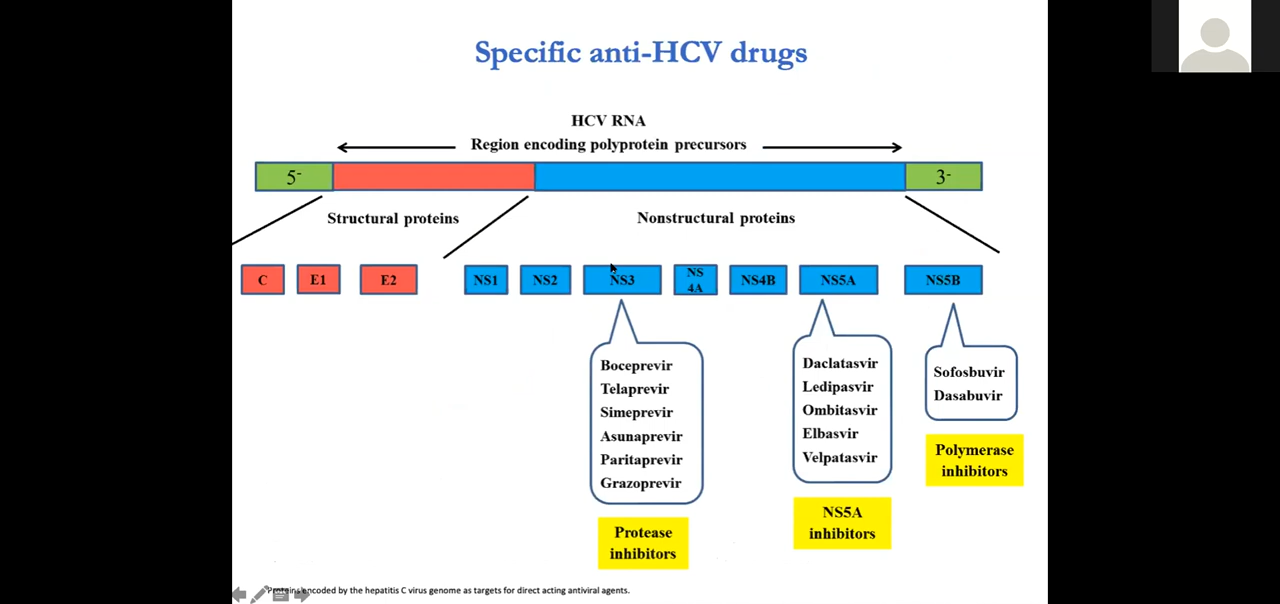 Specific anti-HCV drugs
HCV RNA
Region encoding polyprotein precursors
5-
3-
Structural proteins
Nonstructural proteins
C
E1
E2
NS1
NS2
NS3
NS
4A
NS4B
NS5A
NS5B
Boceprevir
Telaprevir
Simeprevir
Asunaprevir
Paritaprevir
Grazoprevir
Protease
inhibitors
Daclatasvir
Ledipasvir
Ombitasvir
Elbasvir
Velpatasvir
NS5A
inhibitors
Sofosbuvir
Dasabuvir
Polymerase
inhibitors
Proteins encoded by the hepatitis C virus genome as targets for direct acting antiviral agents.